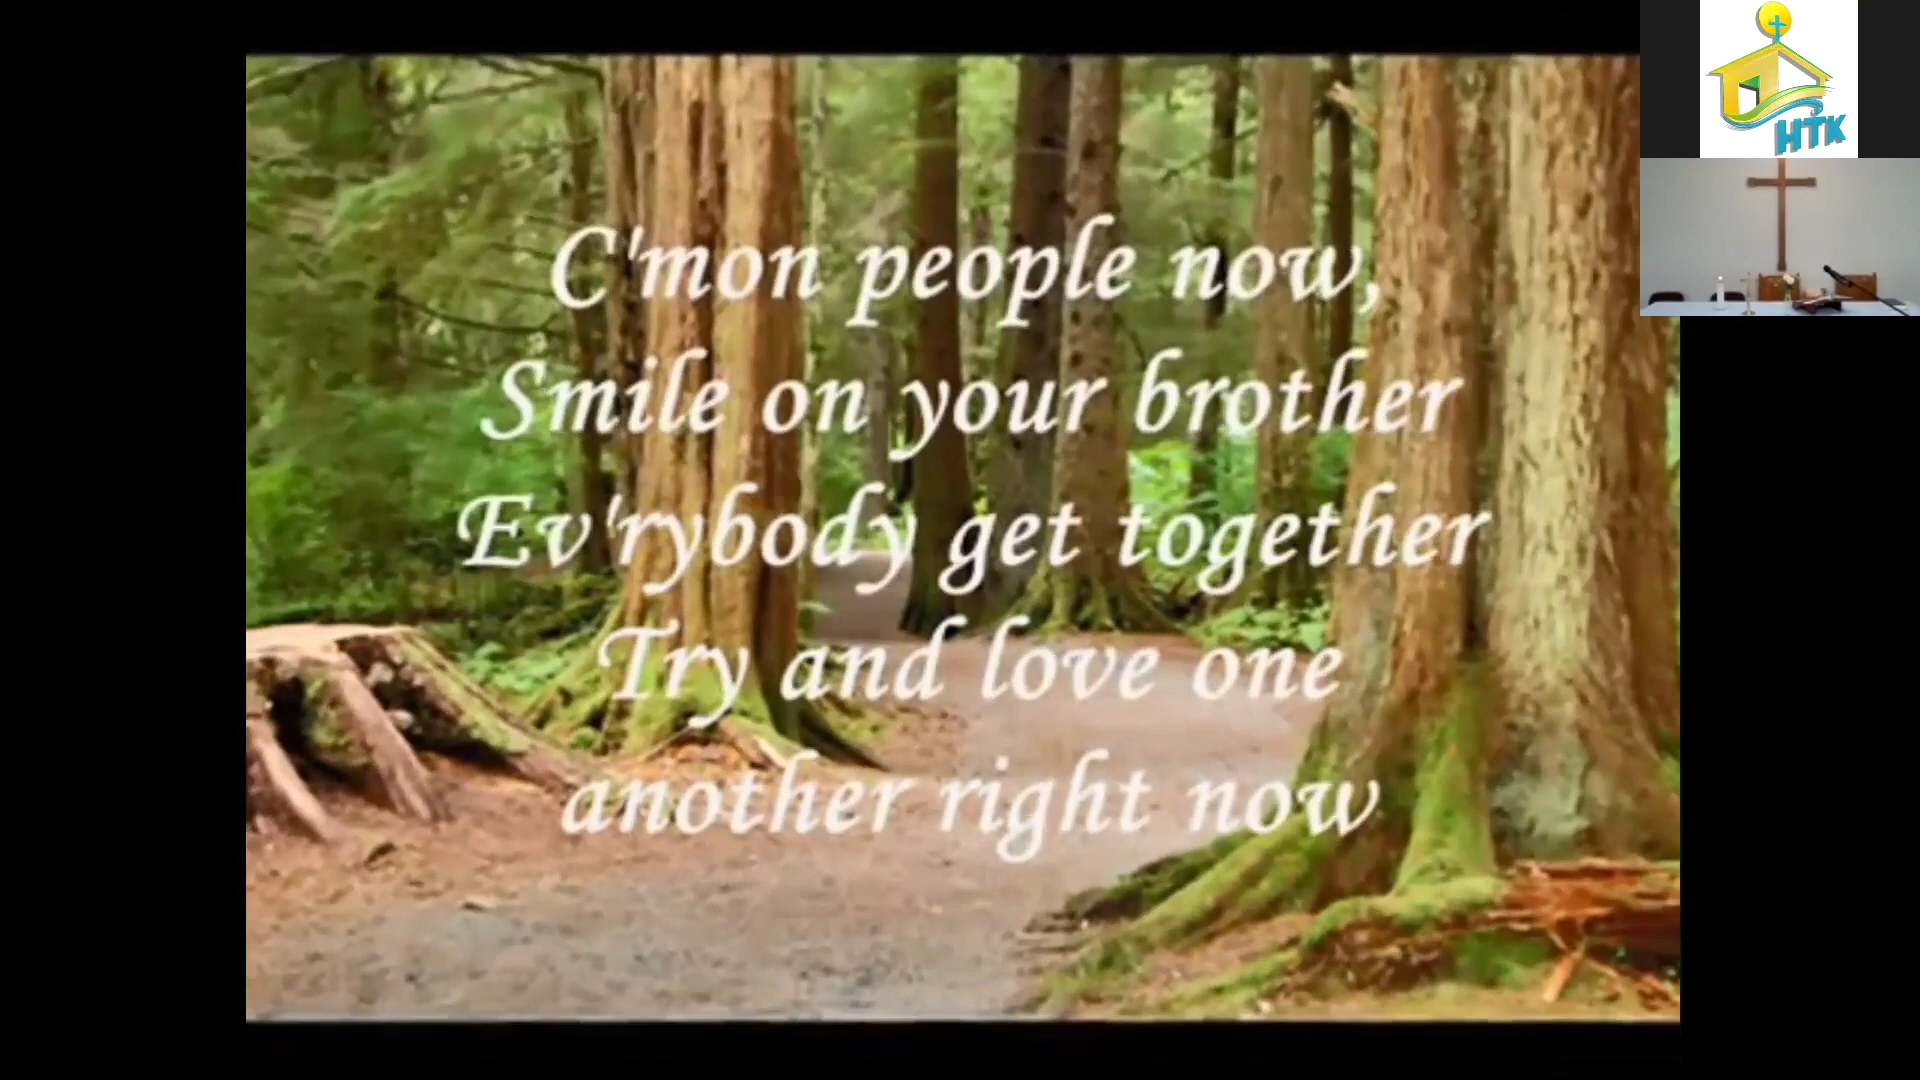 C'mon people now,
Smile on your brother
Ev'rybody get together
Try and love one
another right now
HTK